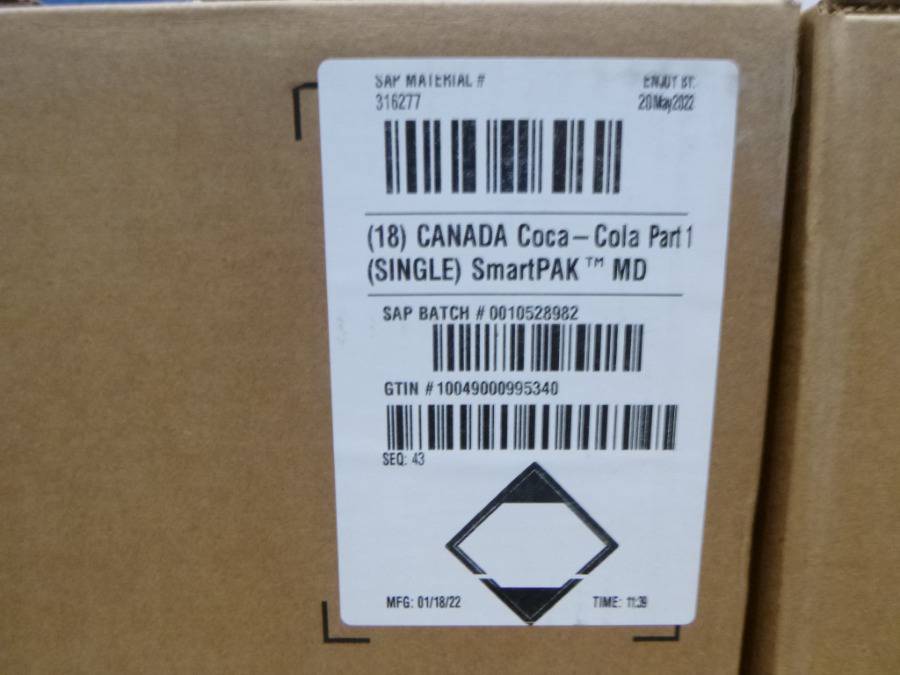 SAP MATERIAL #
ENJOY BY:
316277
20May2022
(18) CANADA Coca-Cola Part 1
(SINGLE) SmartPAK™ MD
SAP BATCH # 0010528982
GTIN # 10049000995340
SEQ: 43
MFG: 01/18/22
TIME: 11:39